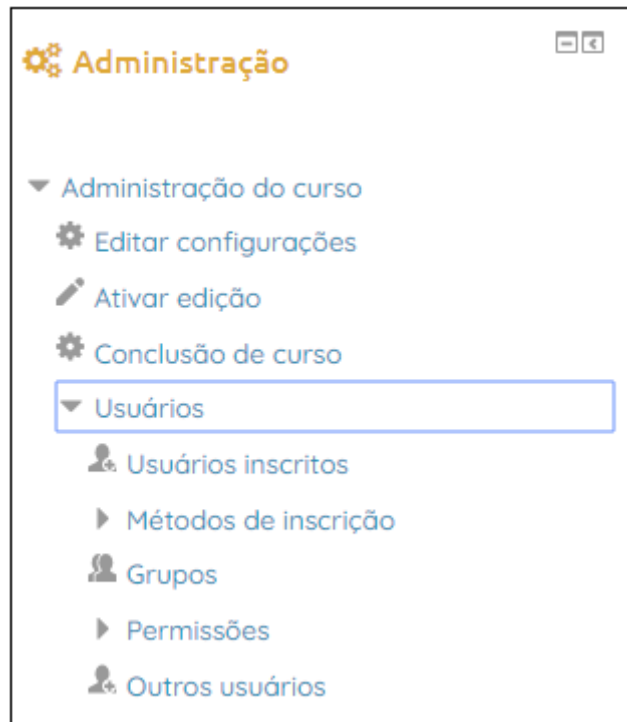 Administração
Administração do curso
Editar configurações
Ativar edição
Conclusão de curso
Usuários
Usuários inscritos
Métodos de inscrição
Grupos
Permissões
Outros usuários